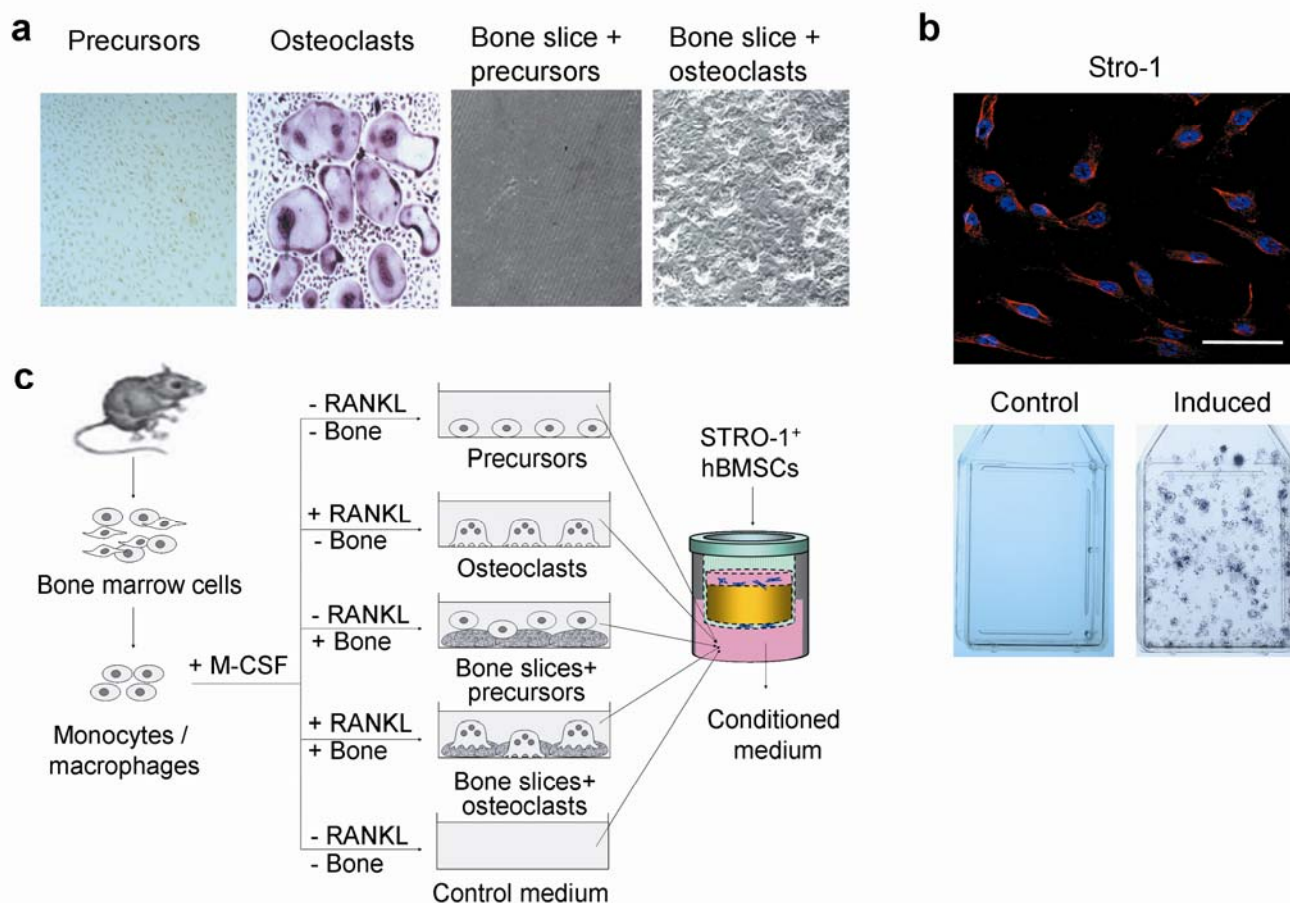 a
Precursors
Osteoclasts
Bone slice +
precursors
Bone slice +
osteoclasts
b
Stro-1
Control
Induced
c
Bone marrow cells
Monocytes /
macrophages
+ M-CSF
- RANKL
- Bone
Precursors
+ RANKL
- Bone
Osteoclasts
- RANKL
+ Bone
Bone slices+
precursors
+ RANKL
+ Bone
Bone slices+
osteoclasts
- RANKL
- Bone
Control medium
STRO-1⁺
hBMSCs
Conditioned
medium